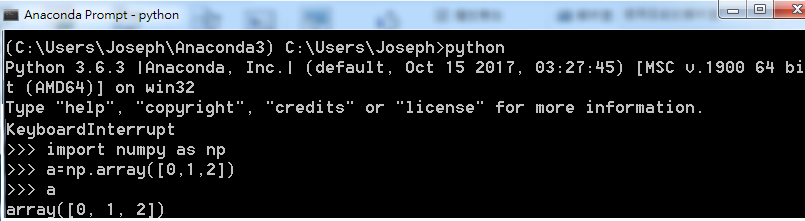 Anaconda Prompt - python
(C:\Users\Joseph\Anaconda3) C:\Users\Joseph>python
Python 3.6.3 |Anaconda, Inc.| (default, Oct 15 2017, 03:27:45) [MSC v.1900 64 bi
t (AMD64)] on win32
Type "help", "copyright", "credits" or "license" for more information.
KeyboardInterrupt
>>> import numpy as np
>>> a=np.array([0,1,2])
>>> a
array([0, 1, 2])